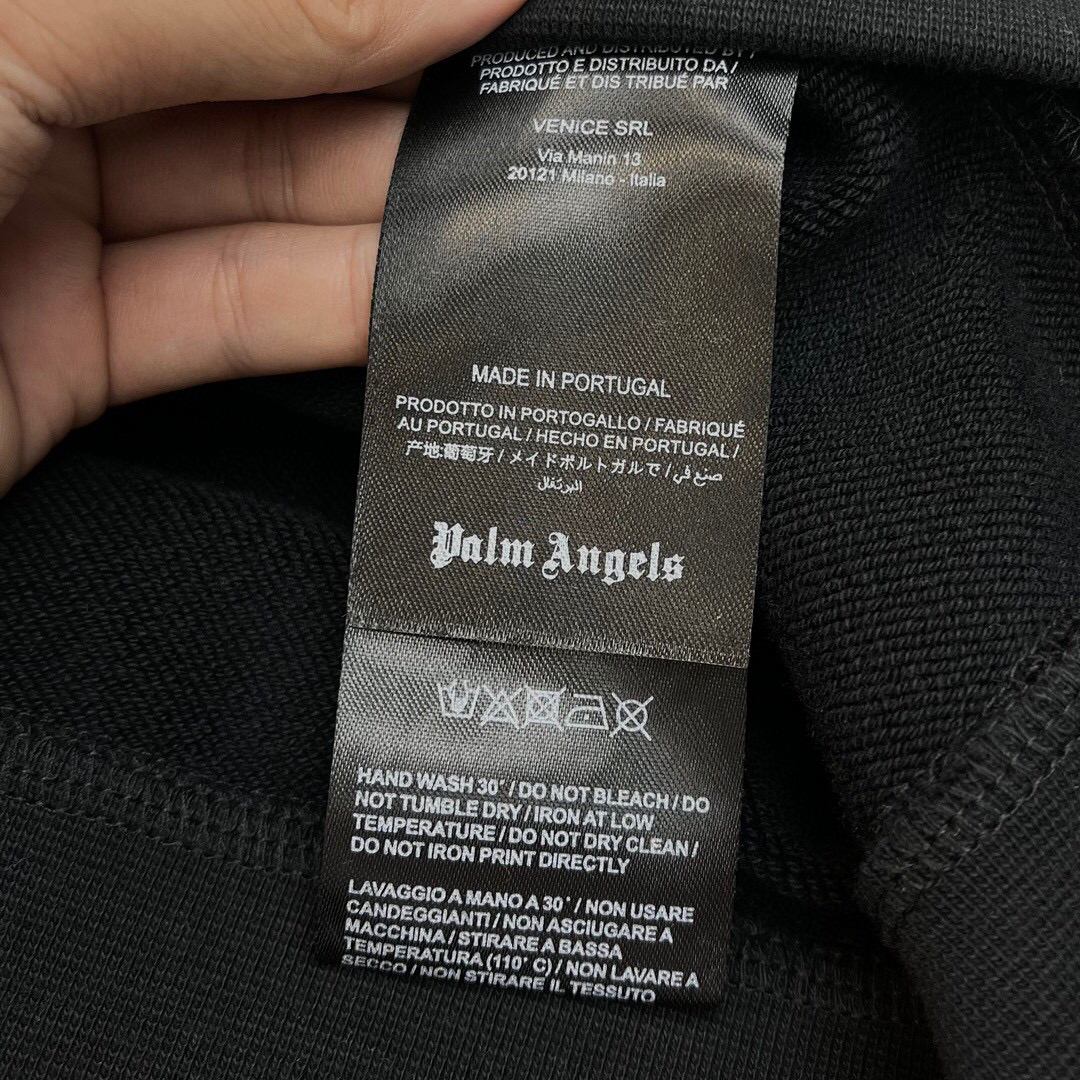 PRODUCED AND DISTRIBUTED BY /
PRODOTTO E DISTRIBUITO DA /
FABRIQUÉ ET DIS TRIBUÉ PAR
VENICE SRL
Via Manin 13
20121 Milano - Italia
MADE IN PORTUGAL
PRODOTTO IN PORTOGALLO / FABRIQUÉ
AU PORTUGAL / HECHO EN PORTUGAL /
产地:葡萄牙 / メイドポルトガルで / صنع في
البرتغال
Palm Angels
HAND WASH 30° / DO NOT BLEACH / DO
NOT TUMBLE DRY / IRON AT LOW
TEMPERATURE / DO NOT DRY CLEAN /
DO NOT IRON PRINT DIRECTLY
LAVAGGIO A MANO A 30° / NON USARE
CANDEGGIANTI / NON ASCIUGARE A
MACCHINA / STIRARE A BASSA
TEMPERATURA (110° C) / NON LAVARE A
SECCO / NON STIRARE IL TESSUTO